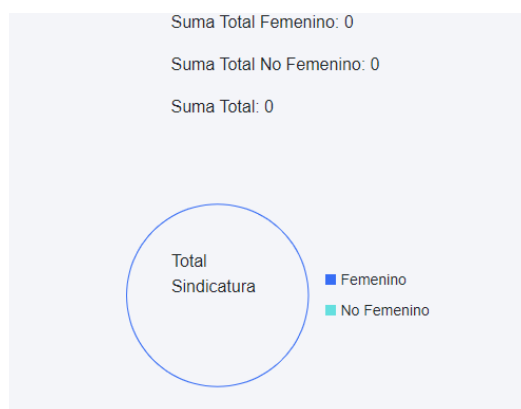 Suma Total Femenino: 0
Suma Total No Femenino: 0
Suma Total: 0
Total
Sindicatura
Femenino
No Femenino